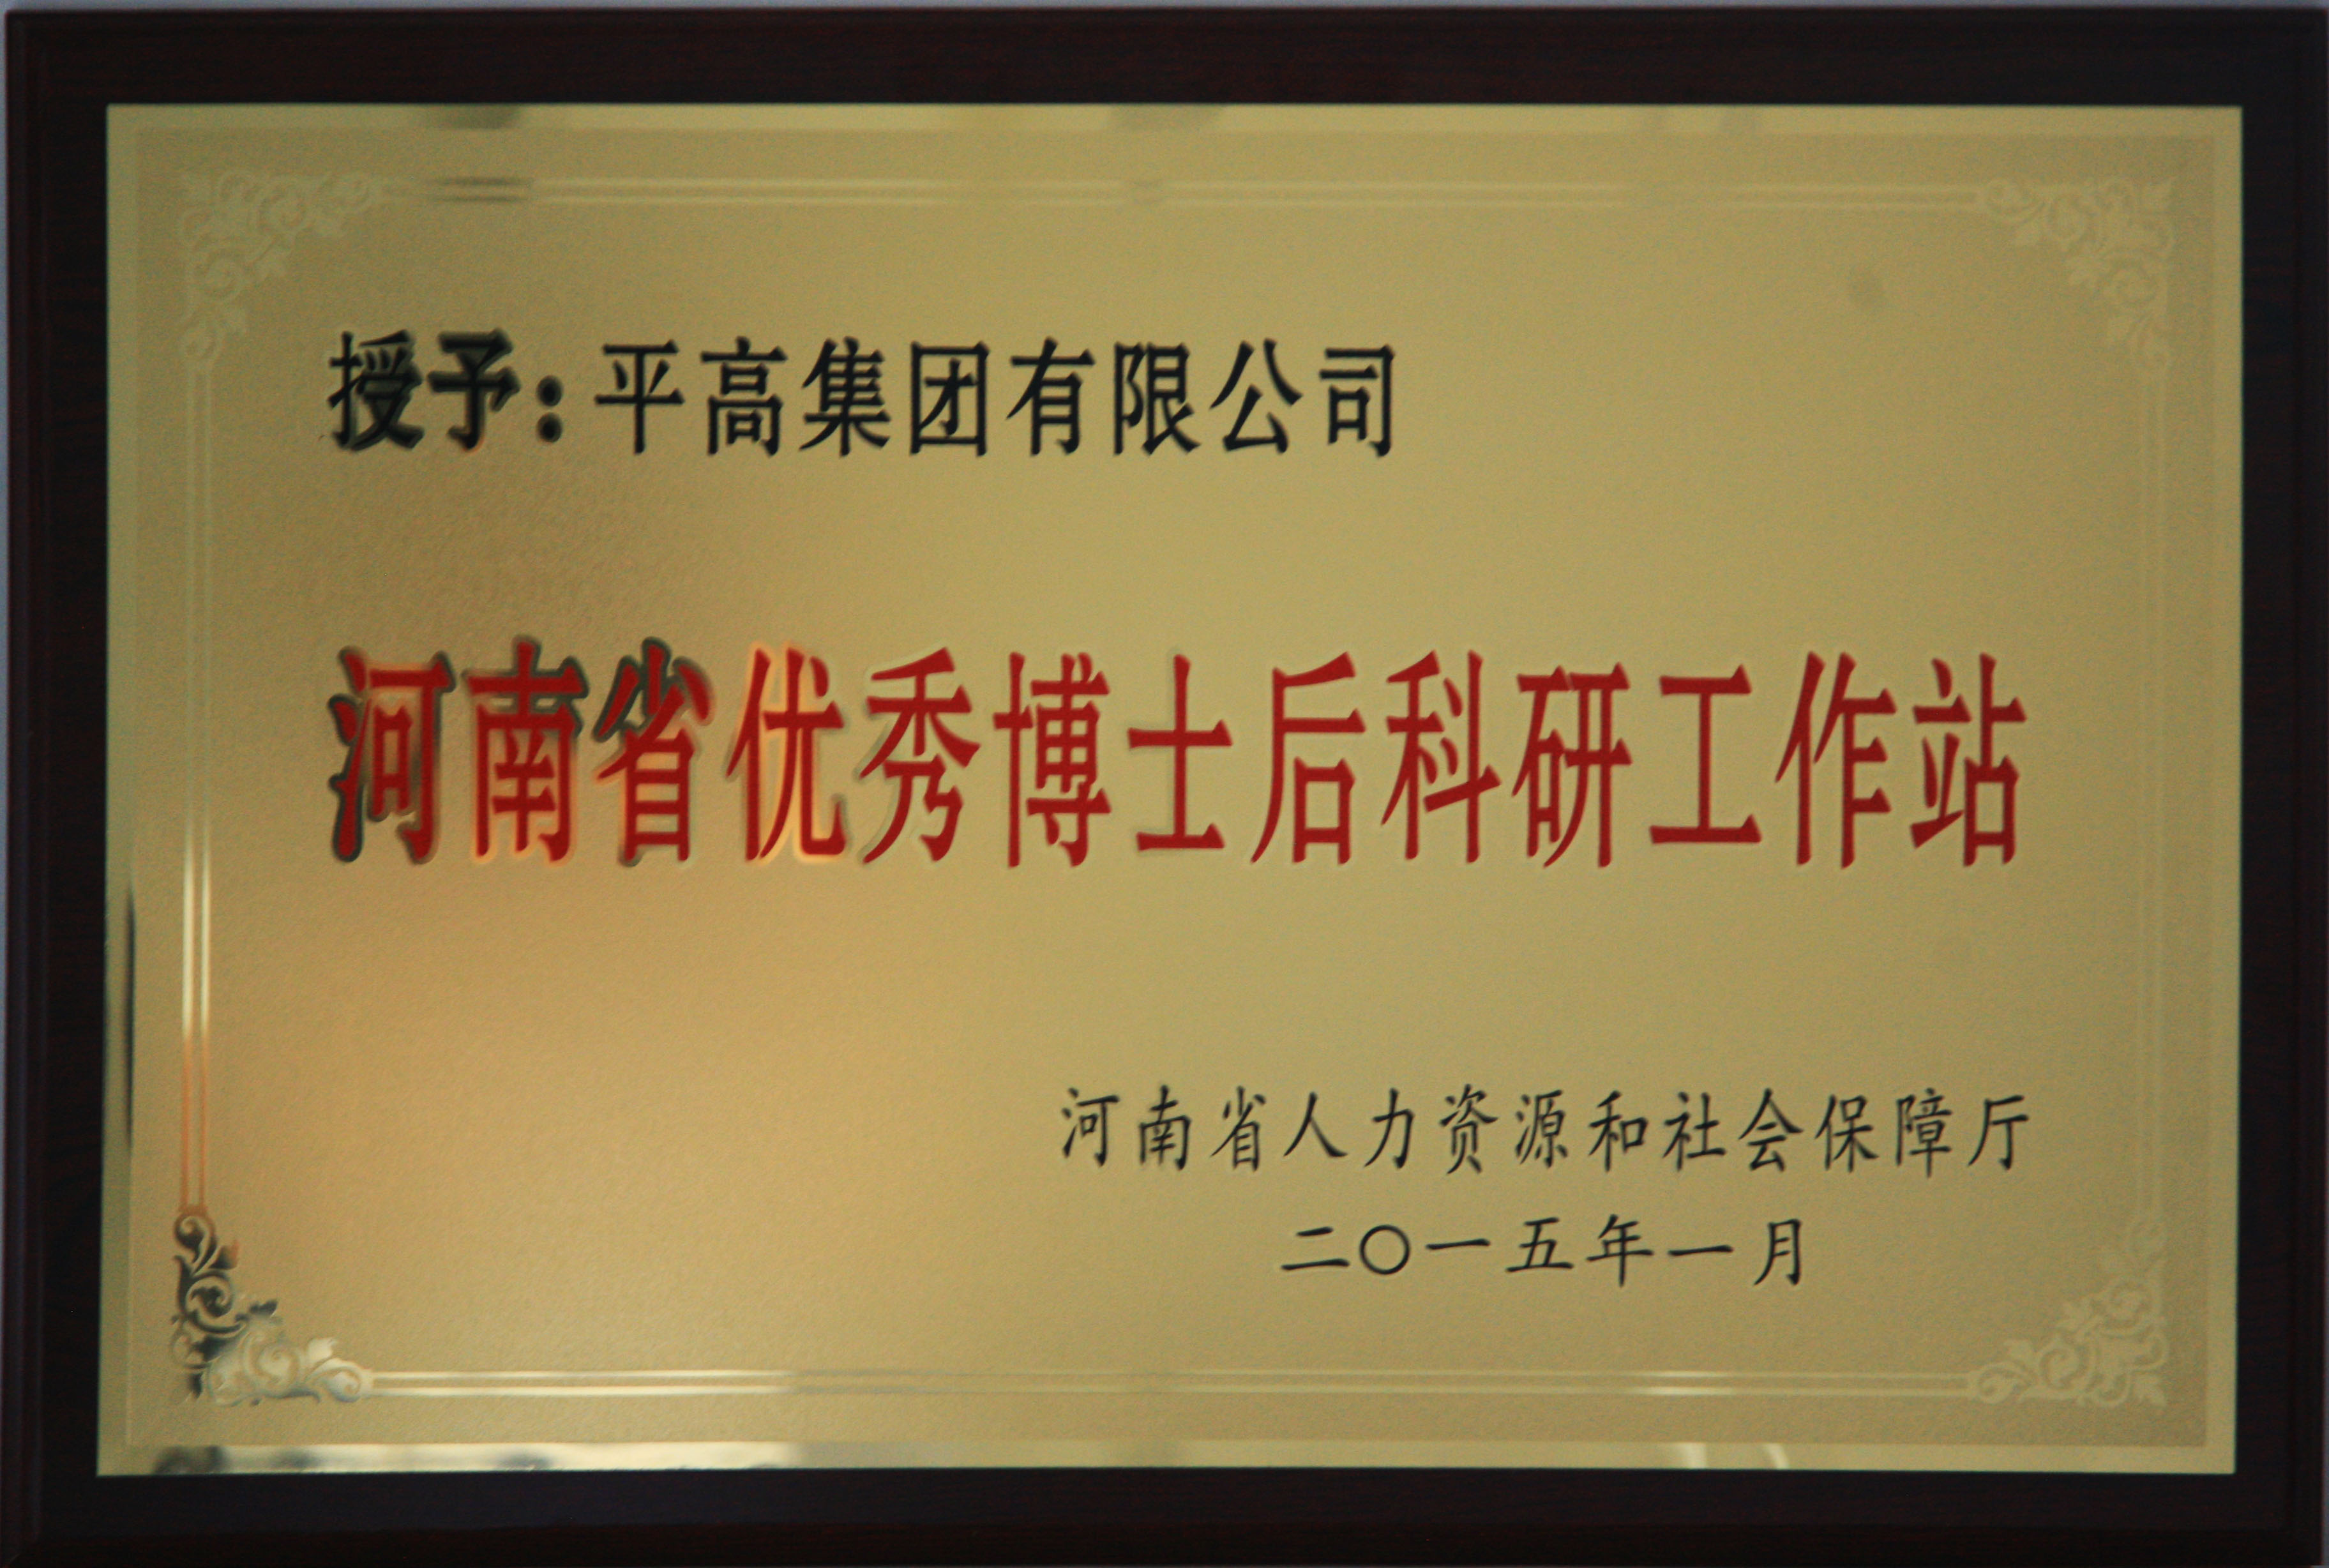 授予:平高集团有限公司
河南省优秀博士后科研工作站
河南省人力资源和社会保障厅
二〇一五年一月